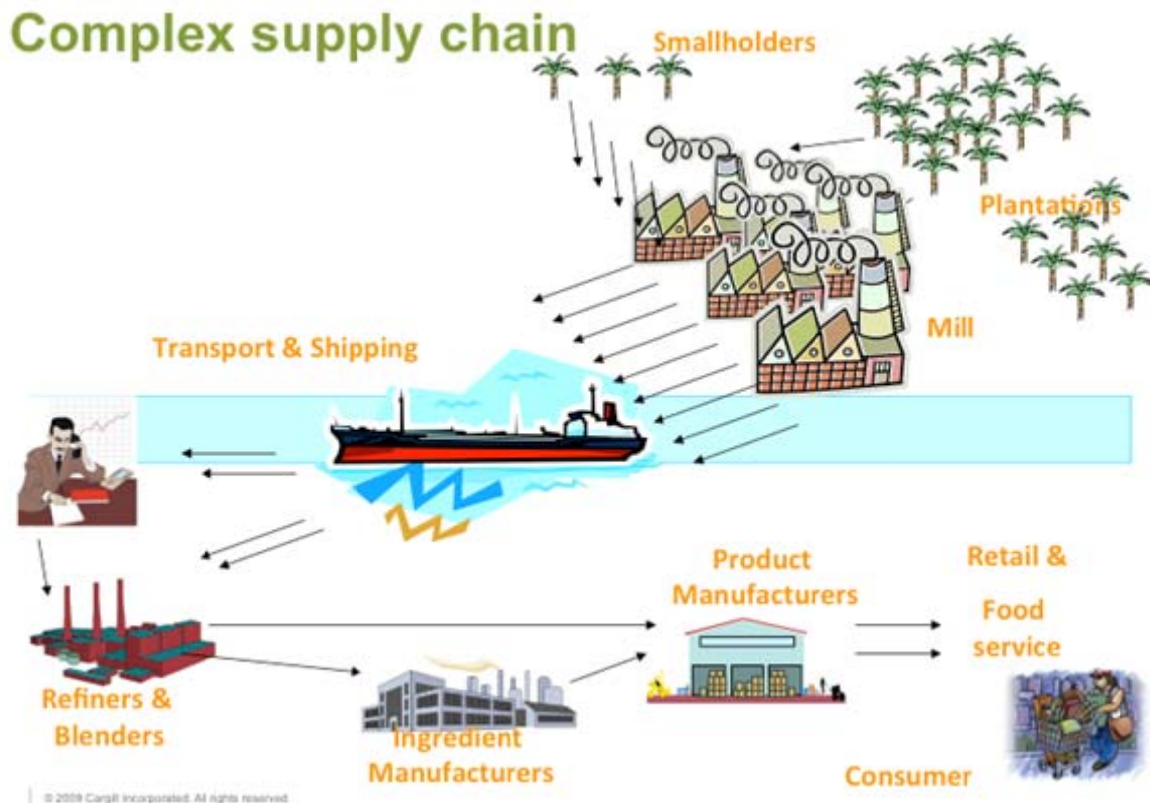 Complex supply chain
Smallholders
Plantations
Mill
Transport & Shipping
Refiners &
Blenders
Ingredient
Manufacturers
Product
Manufacturers
Retail &
Food
service
Consumer
© 2009 Cargill Incorporated. All rights reserved.